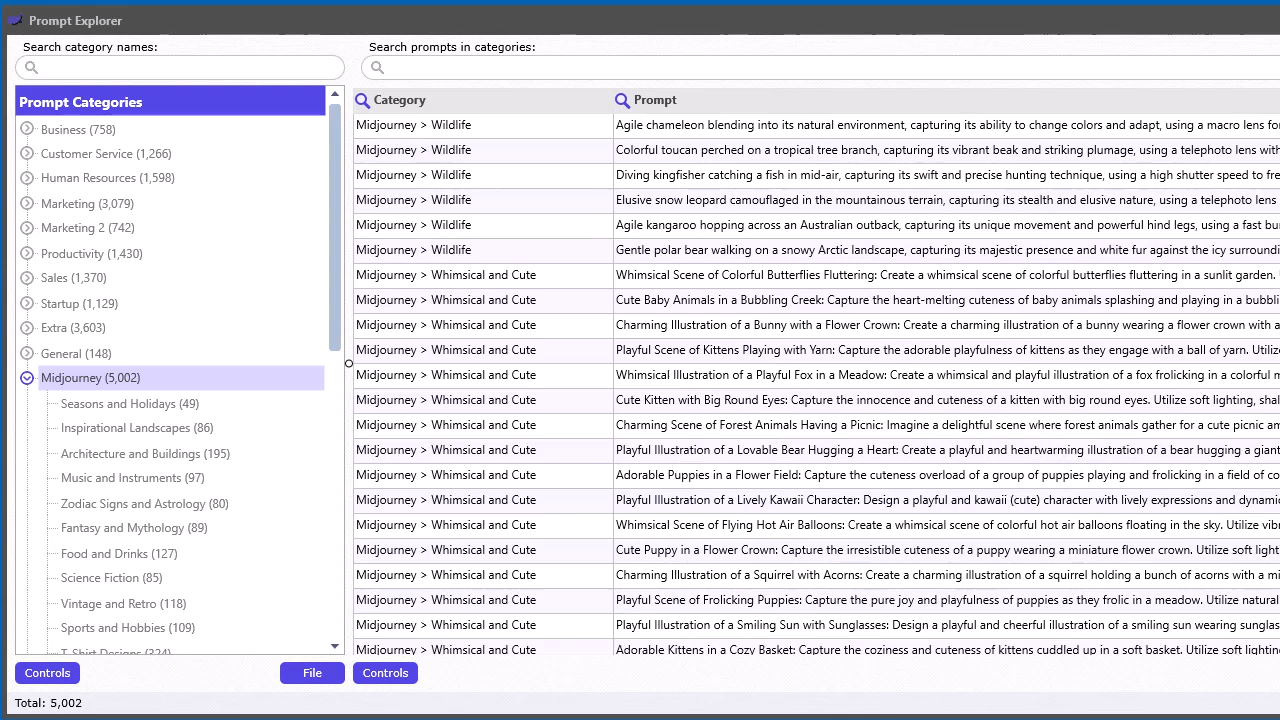 Prompt Explorer
Search category names:
Search prompts in categories:
Prompt Categories
Business (758)
Customer Service (1,266)
Human Resources (1,598)
Marketing (3,079)
Marketing 2 (742)
Productivity (1,430)
Sales (1,370)
Startup (1,129)
Extra (3,603)
General (148)
Midjourney (5,002)
Seasons and Holidays (49)
Inspirational Landscapes (86)
Architecture and Buildings (195)
Music and Instruments (97)
Zodiac Signs and Astrology (80)
Fantasy and Mythology (89)
Food and Drinks (127)
Science Fiction (85)
Vintage and Retro (118)
Sports and Hobbies (109)
T-Shirt Designs (324)
Controls
File
Category Prompt
Midjourney > Wildlife Agile chameleon blending into its natural environment, capturing its ability to change colors and adapt, using a macro lens for
Midjourney > Wildlife Colorful toucan perched on a tropical tree branch, capturing its vibrant beak and striking plumage, using a telephoto lens with
Midjourney > Wildlife Diving kingfisher catching a fish in mid-air, capturing its swift and precise hunting technique, using a high shutter speed to fre
Midjourney > Wildlife Elusive snow leopard camouflaged in the mountainous terrain, capturing its stealth and elusive nature, using a telephoto lens
Midjourney > Wildlife Agile kangaroo hopping across an Australian outback, capturing its unique movement and powerful hind legs, using a fast bu
Midjourney > Wildlife Gentle polar bear walking on a snowy Arctic landscape, capturing its majestic presence and white fur against the icy surroundi
Midjourney > Whimsical and Cute Whimsical Scene of Colorful Butterflies Fluttering: Create a whimsical scene of colorful butterflies fluttering in a sunlit garden.
Midjourney > Whimsical and Cute Cute Baby Animals in a Bubbling Creek: Capture the heart-melting cuteness of baby animals splashing and playing in a bubbli
Midjourney > Whimsical and Cute Charming Illustration of a Bunny with a Flower Crown: Create a charming illustration of a bunny wearing a flower crown with
Midjourney > Whimsical and Cute Playful Scene of Kittens Playing with Yarn: Capture the adorable playfulness of kittens as they engage with a ball of yarn. Utiliz
Midjourney > Whimsical and Cute Whimsical Illustration of a Playful Fox in a Meadow: Create a whimsical and playful illustration of a fox frolicking in a colorful m
Midjourney > Whimsical and Cute Cute Kitten with Big Round Eyes: Capture the innocence and cuteness of a kitten with big round eyes. Utilize soft lighting, shal
Midjourney > Whimsical and Cute Charming Scene of Forest Animals Having a Picnic: Imagine a delightful scene where forest animals gather for a cute picnic am
Midjourney > Whimsical and Cute Playful Illustration of a Lovable Bear Hugging a Heart: Create a playful and heartwarming illustration of a bear hugging a giant
Midjourney > Whimsical and Cute Adorable Puppies in a Flower Field: Capture the cuteness overload of a group of puppies playing and frolicking in a field of co
Midjourney > Whimsical and Cute Playful Illustration of a Lively Kawaii Character: Design a playful and kawaii (cute) character with lively expressions and dynami
Midjourney > Whimsical and Cute Whimsical Scene of Flying Hot Air Balloons: Create a whimsical scene of colorful hot air balloons floating in the sky. Utilize vib
Midjourney > Whimsical and Cute Cute Puppy in a Flower Crown: Capture the irresistible cuteness of a puppy wearing a miniature flower crown. Utilize soft light
Midjourney > Whimsical and Cute Charming Illustration of a Squirrel with Acorns: Create a charming illustration of a squirrel holding a bunch of acorns with a mi
Midjourney > Whimsical and Cute Playful Scene of Frolicking Puppies: Capture the pure joy and playfulness of puppies as they frolic in a meadow. Utilize natural
Midjourney > Whimsical and Cute Playful Illustration of a Smiling Sun with Sunglasses: Design a playful and cheerful illustration of a smiling sun wearing sunglas
Midjourney > Whimsical and Cute Adorable Kittens in a Cozy Basket: Capture the coziness and cuteness of kittens cuddled up in a soft basket. Utilize soft lighting
Controls
Total: 5,002